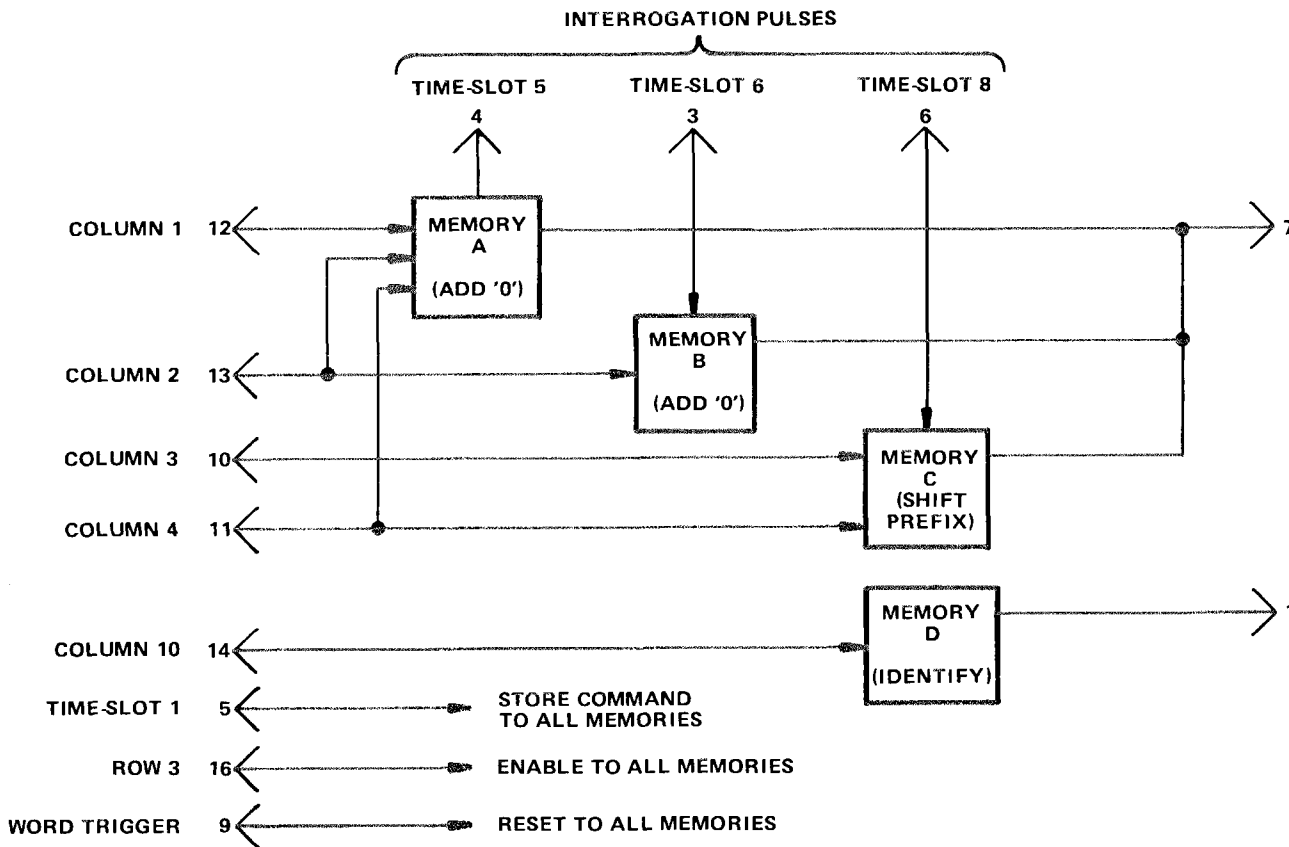 INTERROGATION PULSES
TIME-SLOT 5
TIME-SLOT 6
TIME-SLOT 8
4
3
6
COLUMN 1 12
MEMORY
A
(ADD '0')
7
MEMORY
B
(ADD '0')
COLUMN 2 13
COLUMN 3 10
MEMORY
C
(SHIFT
PREFIX)
COLUMN 4 11
MEMORY
D
(IDENTIFY)
COLUMN 10 14
TIME-SLOT 1 5
STORE COMMAND
TO ALL MEMORIES
ROW 3 16
ENABLE TO ALL MEMORIES
WORD TRIGGER 9
RESET TO ALL MEMORIES